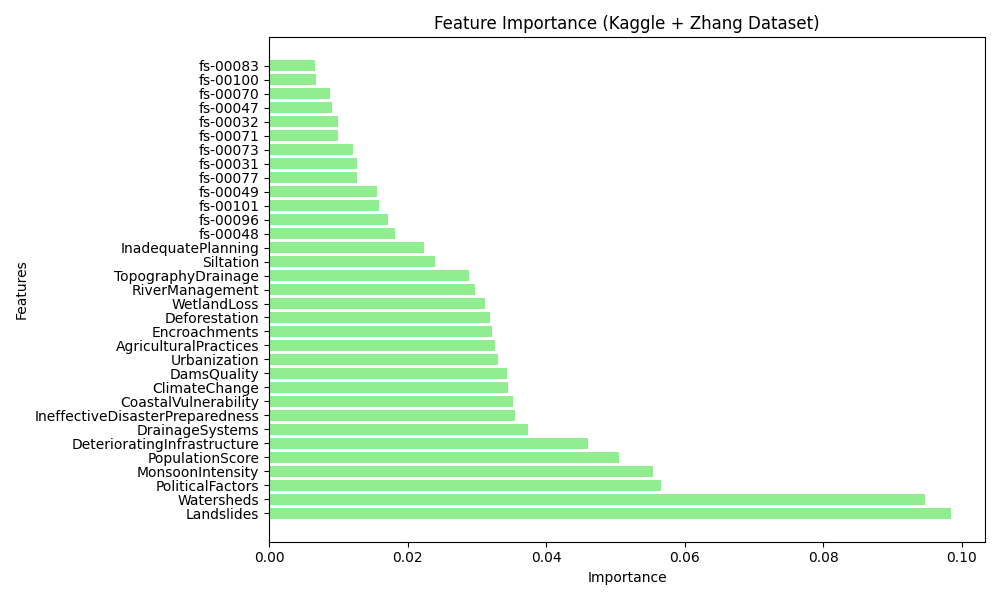 Feature Importance (Kaggle + Zhang Dataset)
Features
fs-00083
fs-00100
fs-00070
fs-00047
fs-00032
fs-00071
fs-00073
fs-00031
fs-00077
fs-00049
fs-00101
fs-00096
fs-00048
InadequatePlanning
Siltation
TopographyDrainage
RiverManagement
WetlandLoss
Deforestation
Encroachments
AgriculturalPractices
Urbanization
DamsQuality
ClimateChange
CoastalVulnerability
IneffectiveDisasterPreparedness
DrainageSystems
DeterioratingInfrastructure
PopulationScore
MonsoonIntensity
PoliticalFactors
Watersheds
Landslides
0.00 0.02 0.04 0.06 0.08 0.10
Importance